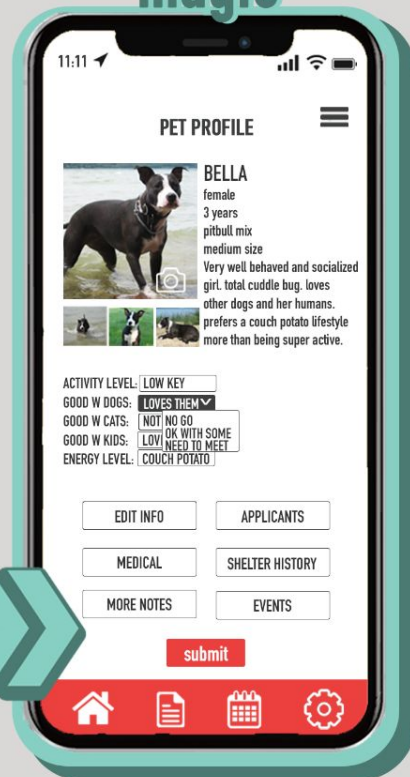 magic
11:11
PET PROFILE
BELLA
female
3 years
pitbull mix
medium size
Very well behaved and socialized
girl. total cuddle bug. loves
other dogs and her humans.
prefers a couch potato lifestyle
more than being super active.
ACTIVITY LEVEL: LOW KEY
GOOD W DOGS: LOVES THEM
GOOD W CATS: NOT
GOOD W KIDS: LOV
NO GO
OK WITH SOME
NEED TO MEET
ENERGY LEVEL: COUCH POTATO
EDIT INFO APPLICANTS
MEDICAL SHELTER HISTORY
MORE NOTES EVENTS
submit